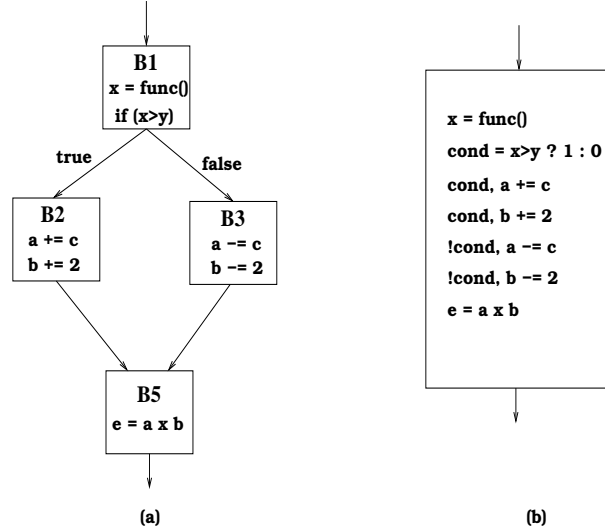 B1
x = func()
if (x>y)
true
false
B2
a += c
b += 2
B3
a −= c
b −= 2
B5
e = a x b
(a)
x = func()
cond = x>y ? 1 : 0
cond, a += c
cond, b += 2
!cond, a −= c
!cond, b −= 2
e = a x b
(b)